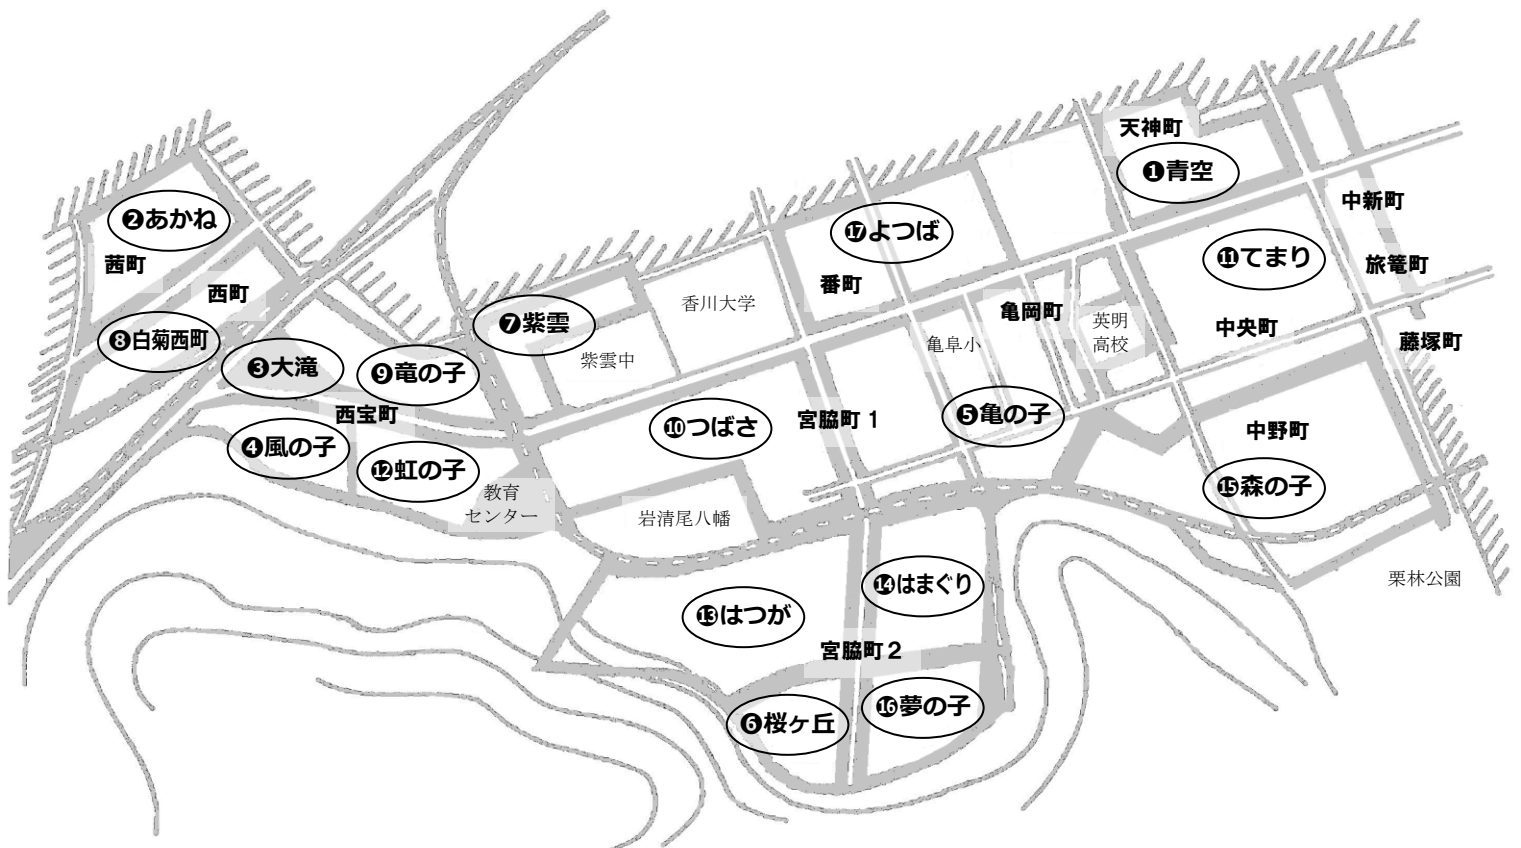 天神町
❶青空
中新町
❷あかね
⓱よつば
⓫てまり
茜町
旅篭町
番町
西町
香川大学
亀岡町
❼紫雲
英明
高校
中央町
❽白菊西町
亀阜小
藤塚町
紫雲中
❸大滝
❾竜の子
西宝町
❺亀の子
宮脇町１
❿つばさ
中野町
❹風の子
⓬虹の子
⓯森の子
教育
センター
岩清尾八幡
栗林公園
⓮はまぐり
⓭はつが
宮脇町２
⓰夢の子
❻桜ヶ丘